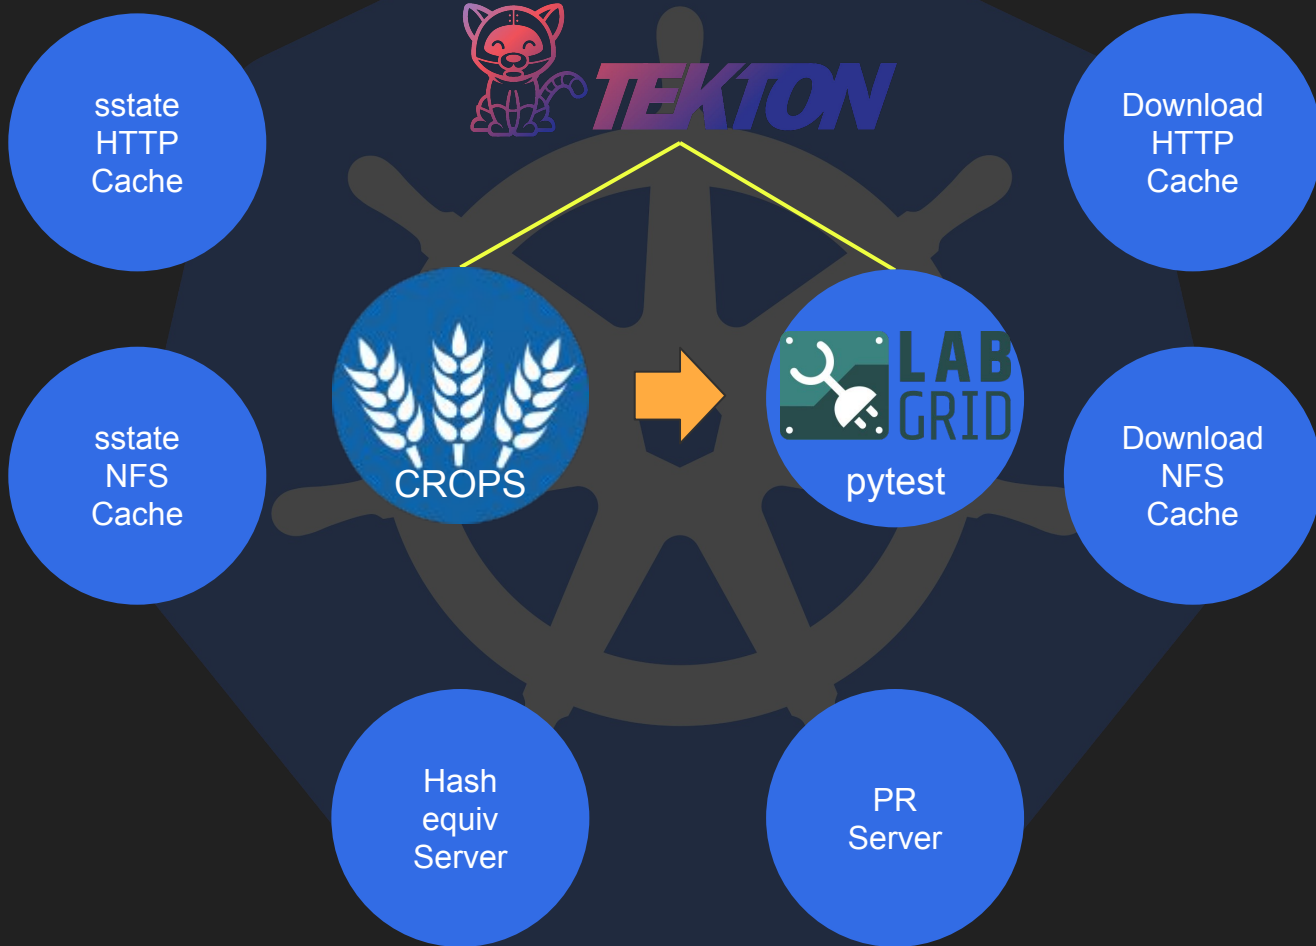 TEKTON
sstate
HTTP
Cache
Download
HTTP
Cache
CROPS
LAB
GRID
pytest
sstate
NFS
Cache
Download
NFS
Cache
Hash
equiv
Server
PR
Server